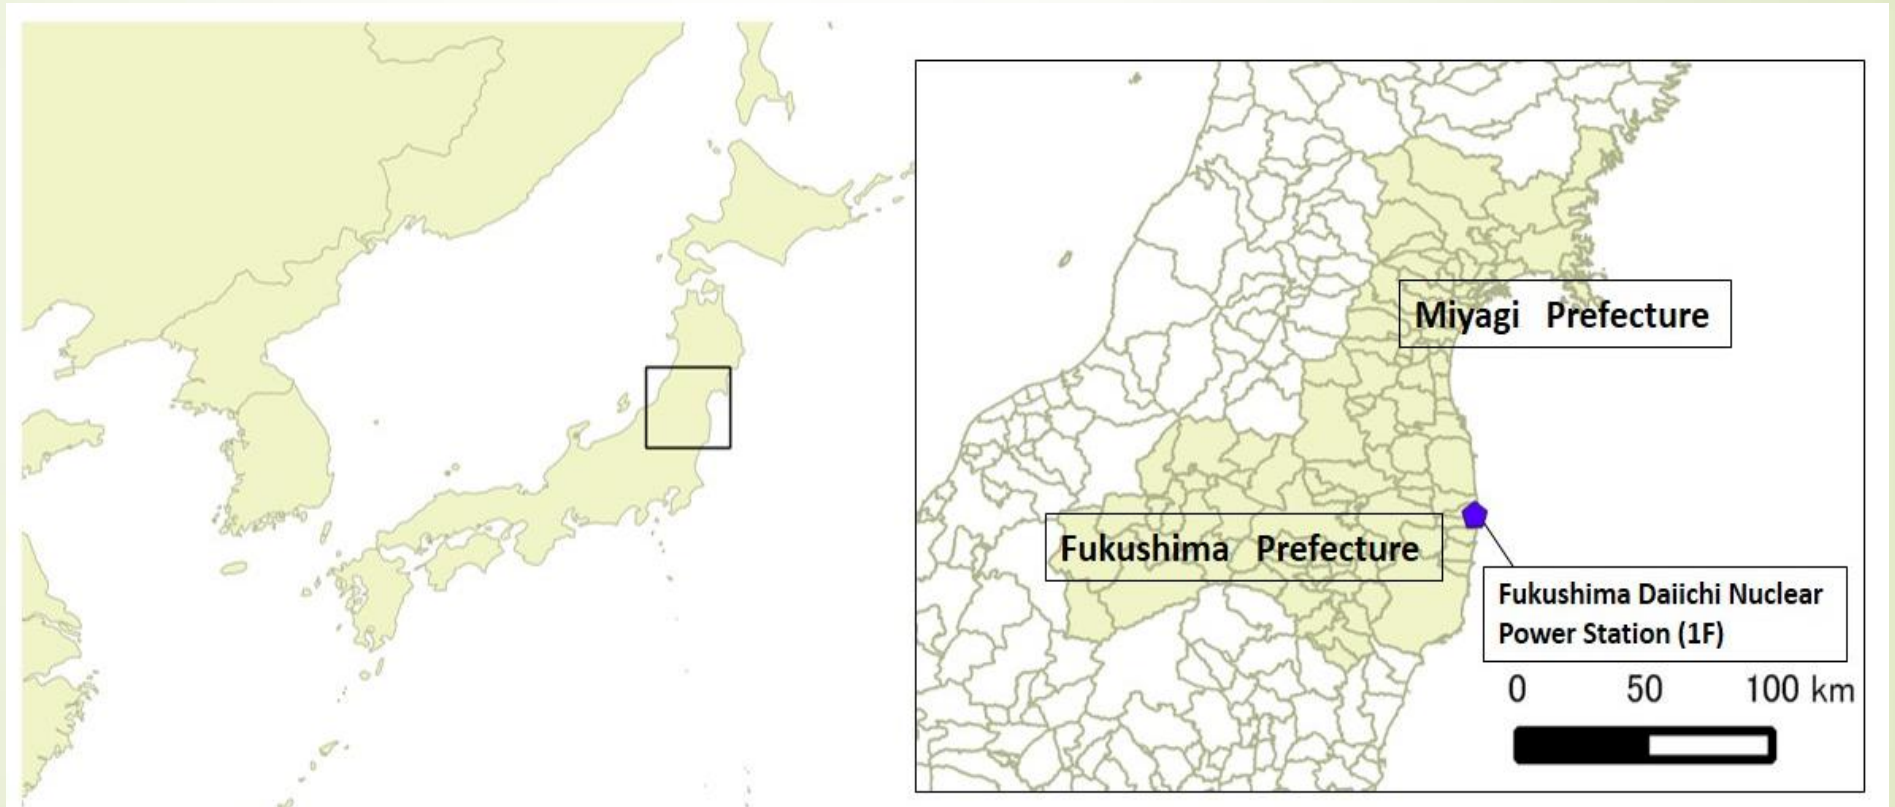 Miyagi Prefecture
Fukushima Prefecture
Fukushima Daiichi Nuclear
Power Station (1F)
0 50 100 km